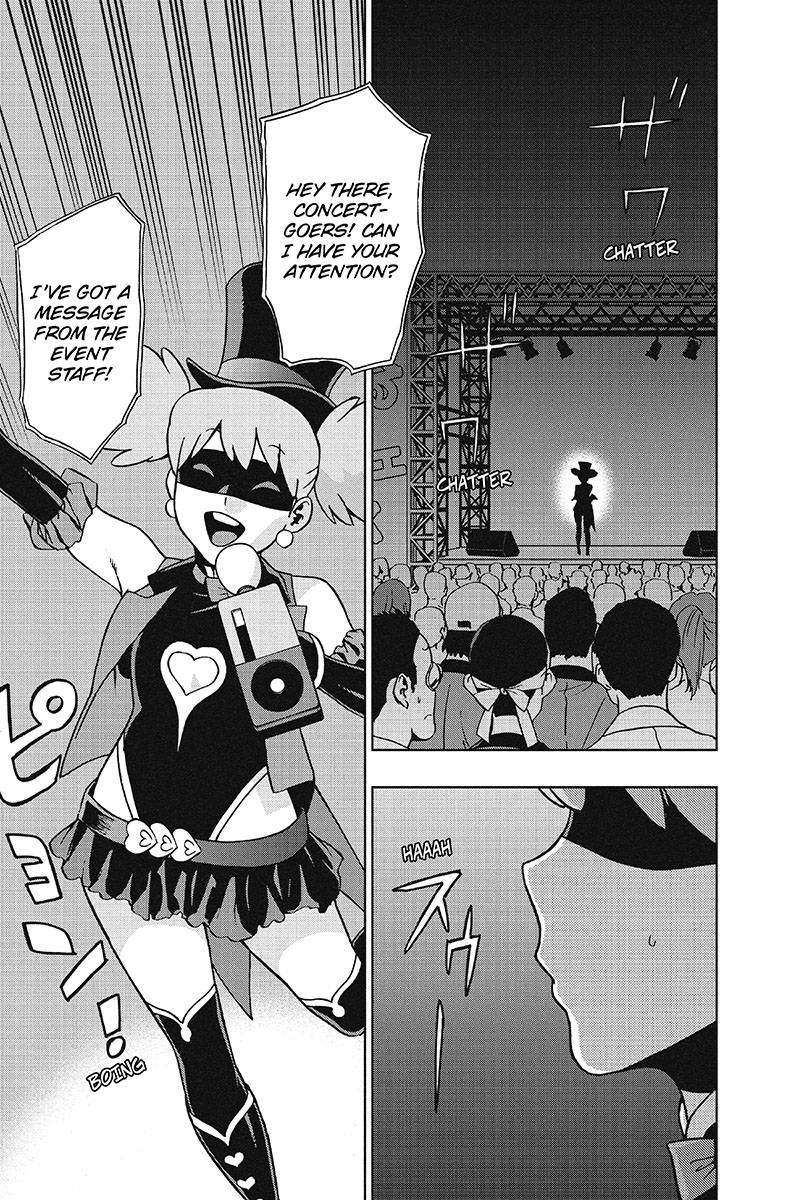 ザワ
CHATTER
ザワ
CHATTER
SH
HAAAH
スゥー
HEY THERE,
CONCERT-
GOERS! CAN
I HAVE YOUR
ATTENTION?
I'VE GOT A
MESSAGE
FROM THE
EVENT
STAFF!
ピョン!
BOING